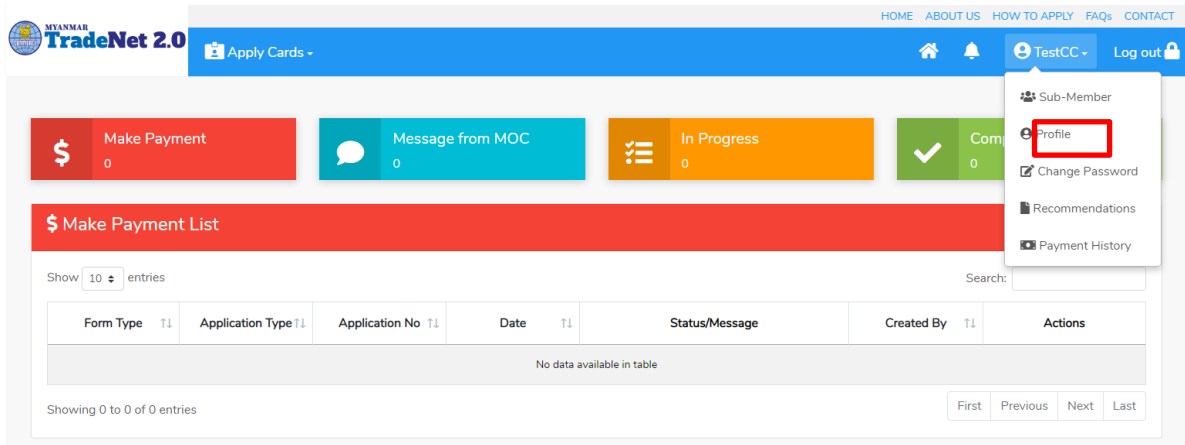 HOME ABOUT US HOW TO APPLY FAQs CONTACT
MYANMAR
TradeNet 2.0
Apply Cards
TestCC
Log out
Sub-Member
Profile
Change Password
Recommendations
Payment History
Make Payment
0
Message from MOC
0
In Progress
0
Com
0
$ Make Payment List
Show 10 entries
Search:
Form Type Application Type Application No Date Status/Message Created By Actions
No data available in table
Showing 0 to 0 of 0 entries
First Previous Next Last